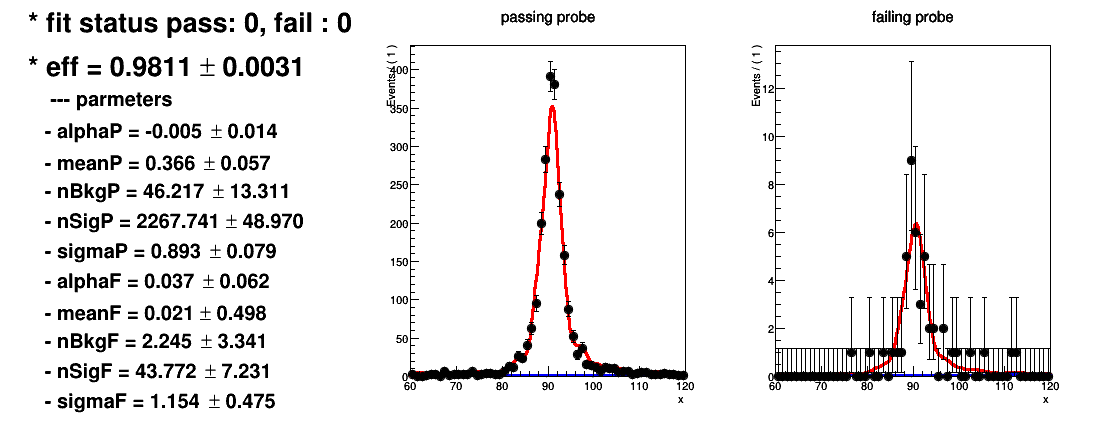 * fit status pass: 0, fail : 0
* eff = 0.9811 ± 0.0031
--- parmeters
- alphaP = -0.005 ± 0.014
- meanP = 0.366 ± 0.057
- nBkgP = 46.217 ± 13.311
- nSigP = 2267.741 ± 48.970
- sigmaP = 0.893 ± 0.079
- alphaF = 0.037 ± 0.062
- meanF = 0.021 ± 0.498
- nBkgF = 2.245 ± 3.341
- nSigF = 43.772 ± 7.231
- sigmaF = 1.154 ± 0.475
passing probe
Events / ( 1 )
400
350
300
250
200
150
100
50
0
60 70 80 90 100 110 120
x
failing probe
Events / ( 1 )
12
10
8
6
4
2
0
60 70 80 90 100 110 120
x